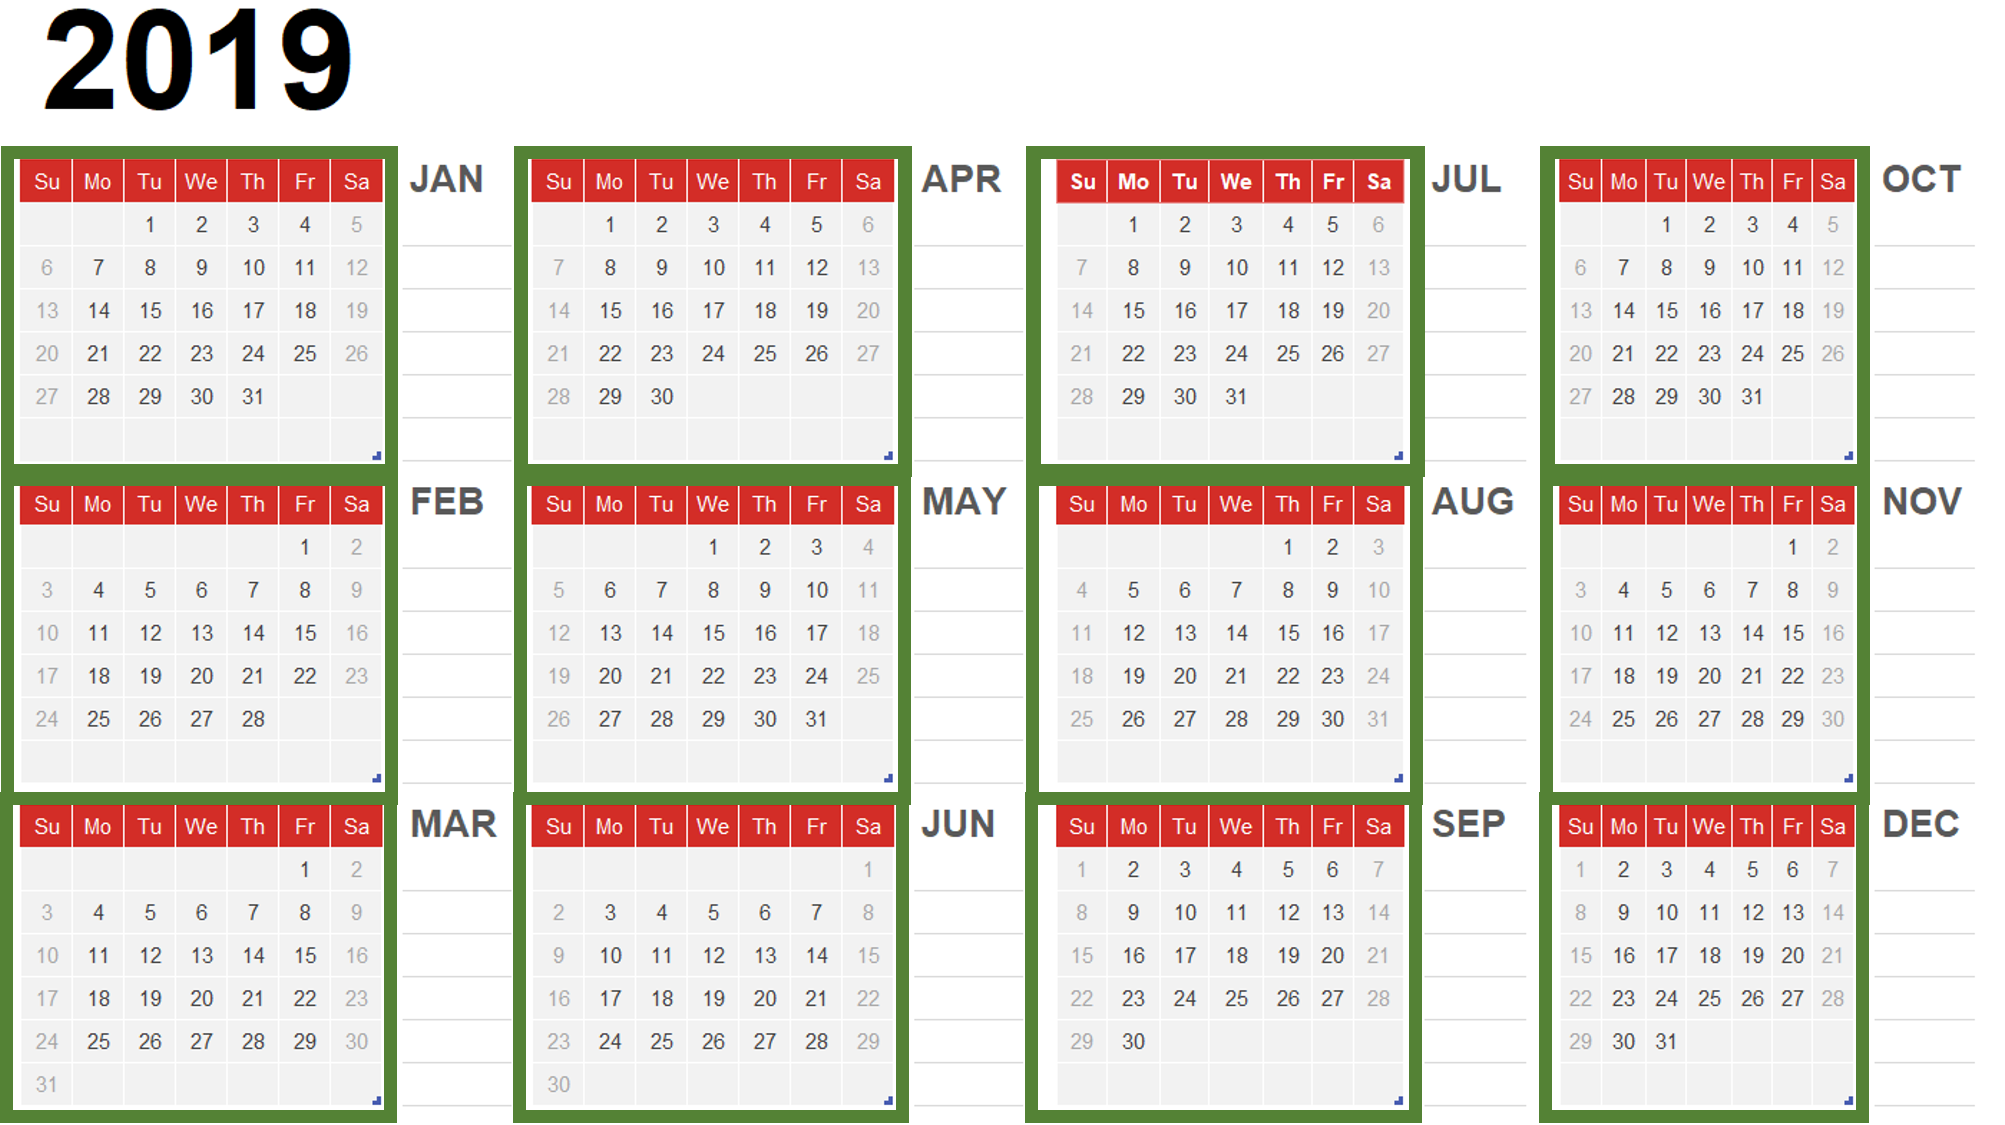 2019
JAN
Su Mo Tu We Th Fr Sa
1 2 3 4 5
6 7 8 9 10 11 12
13 14 15 16 17 18 19
20 21 22 23 24 25 26
27 28 29 30 31
FEB
Su Mo Tu We Th Fr Sa
1 2
3 4 5 6 7 8 9
10 11 12 13 14 15 16
17 18 19 20 21 22 23
24 25 26 27 28
MAR
Su Mo Tu We Th Fr Sa
1 2
3 4 5 6 7 8 9
10 11 12 13 14 15 16
17 18 19 20 21 22 23
24 25 26 27 28 29 30
31
APR
Su Mo Tu We Th Fr Sa
1 2 3 4 5 6
7 8 9 10 11 12 13
14 15 16 17 18 19 20
21 22 23 24 25 26 27
28 29 30
MAY
Su Mo Tu We Th Fr Sa
1 2 3 4
5 6 7 8 9 10 11
12 13 14 15 16 17 18
19 20 21 22 23 24 25
26 27 28 29 30 31
JUN
Su Mo Tu We Th Fr Sa
1
2 3 4 5 6 7 8
9 10 11 12 13 14 15
16 17 18 19 20 21 22
23 24 25 26 27 28 29
30
JUL
Su Mo Tu We Th Fr Sa
1 2 3 4 5 6
7 8 9 10 11 12 13
14 15 16 17 18 19 20
21 22 23 24 25 26 27
28 29 30 31
AUG
Su Mo Tu We Th Fr Sa
1 2 3
4 5 6 7 8 9 10
11 12 13 14 15 16 17
18 19 20 21 22 23 24
25 26 27 28 29 30 31
SEP
Su Mo Tu We Th Fr Sa
1 2 3 4 5 6 7
8 9 10 11 12 13 14
15 16 17 18 19 20 21
22 23 24 25 26 27 28
29 30
OCT
Su Mo Tu We Th Fr Sa
1 2 3 4 5
6 7 8 9 10 11 12
13 14 15 16 17 18 19
20 21 22 23 24 25 26
27 28 29 30 31
NOV
Su Mo Tu We Th Fr Sa
1 2
3 4 5 6 7 8 9
10 11 12 13 14 15 16
17 18 19 20 21 22 23
24 25 26 27 28 29 30
DEC
Su Mo Tu We Th Fr Sa
1 2 3 4 5 6 7
8 9 10 11 12 13 14
15 16 17 18 19 20 21
22 23 24 25 26 27 28
29 30 31